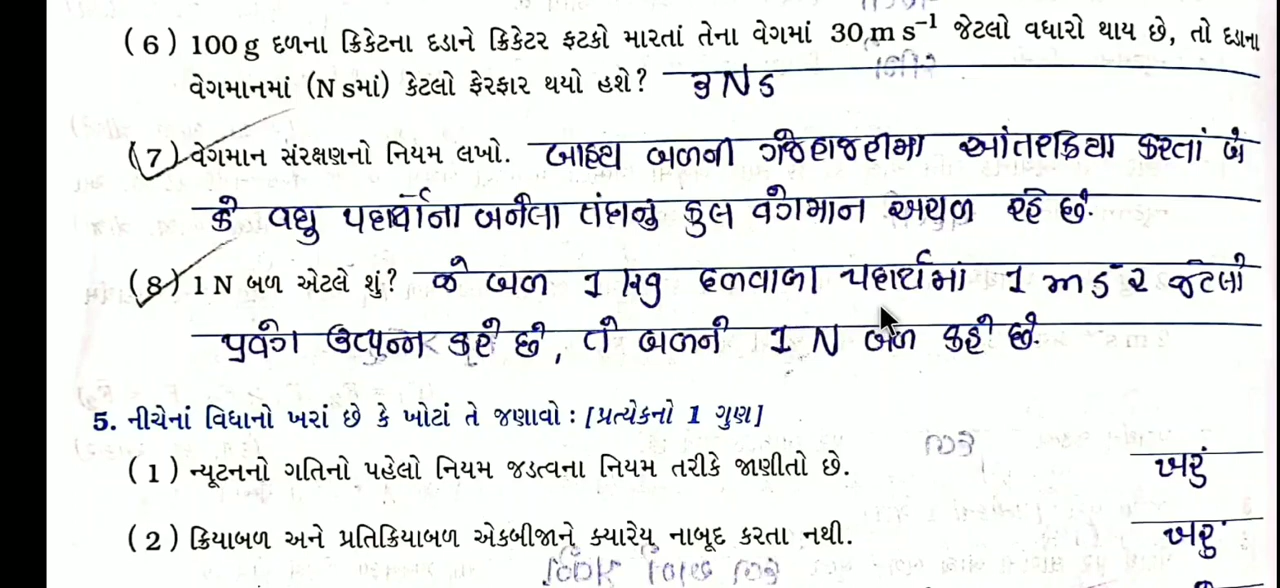 (6) 100 g દળના ક્રિકેટના દડાને ક્રિકેટર ફટકો મારતાં તેના વેગમાં 30 m s⁻¹ જેટલો વધારો થાય છે, તો દડાના
વેગમાનમાં (N sમાં) કેટલો ફેરફાર થયો હશે? 3 N s
(7) વેગમાન સંરક્ષણનો નિયમ લખો. બાહ્ય બળની ગેરહાજરીમાં આંતરક્રિયા કરતાં બે
કે વધુ પદાર્થોના બનેલા તંત્રનું કુલ વેગમાન અચળ રહે છે.
(8) 1 N બળ એટલે શું? જે બળ 1 kg દળવાળા પદાર્થમાં 1 m s⁻2 જેટલો
પ્રવેગ ઉત્પન્ન કરે છે, તે બળને 1 N બળ કહે છે.
5. નીચેનાં વિધાનો ખરાં છે કે ખોટાં તે જણાવો : [પ્રત્યેકનો 1 ગુણ]
(1) ન્યૂટનનો ગતિનો પહેલો નિયમ જડત્વના નિયમ તરીકે જાણીતો છે. ખરું
(2) ક્રિયાબળ અને પ્રતિક્રિયાબળ એકબીજાને ક્યારેય નાબૂદ કરતા નથી. ખરું